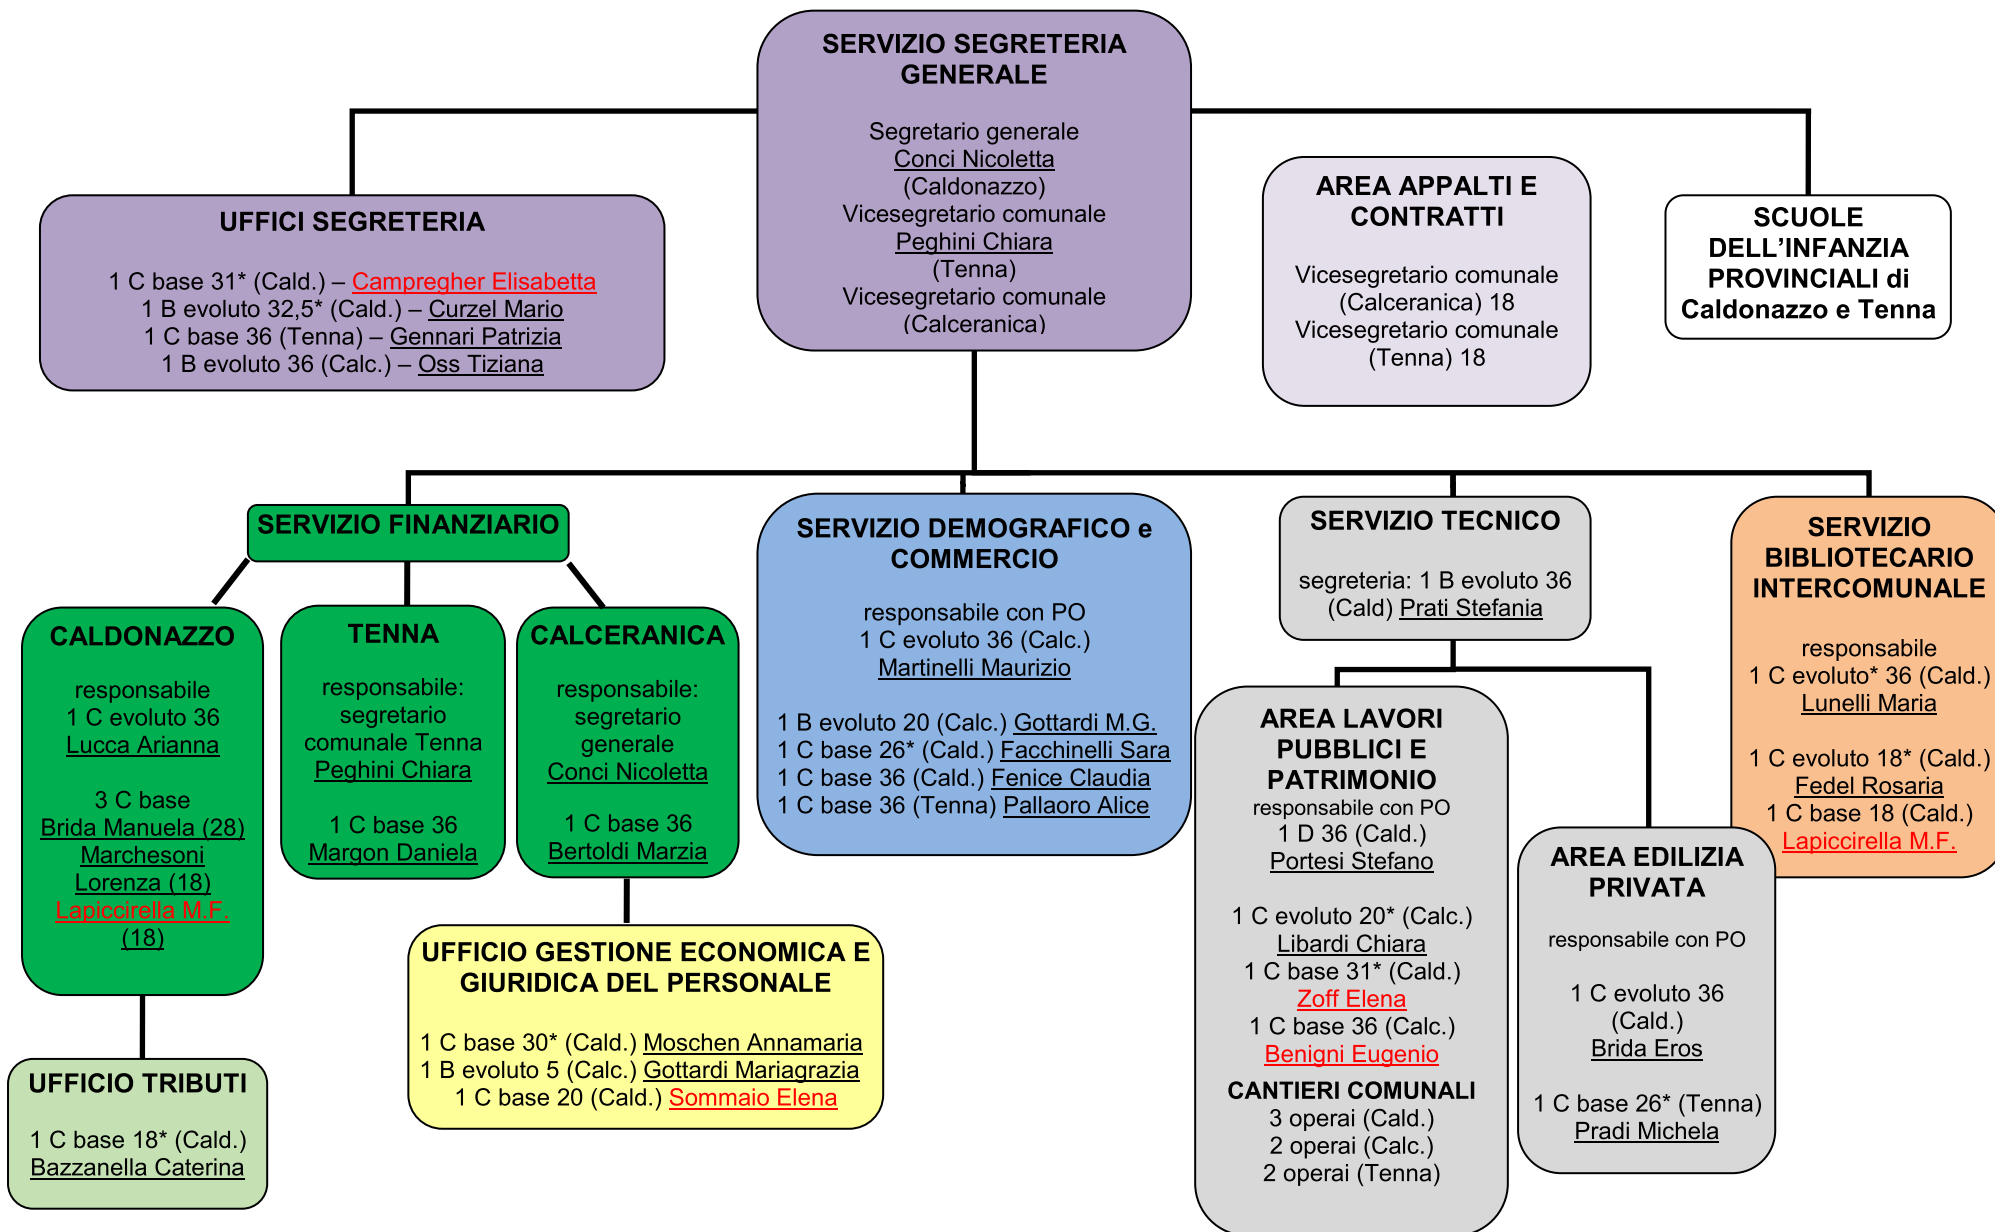 SERVIZIO SEGRETERIA
GENERALE
Segretario generale
Conci Nicoletta
(Caldonazzo)
Vicesegretario comunale
Peghini Chiara
(Tenna)
Vicesegretario comunale
(Calceranica)
UFFICI SEGRETERIA
1 C base 31* (Cald.) – Campregher Elisabetta
1 B evoluto 32,5* (Cald.) – Curzel Mario
1 C base 36 (Tenna) – Gennari Patrizia
1 B evoluto 36 (Calc.) – Oss Tiziana
AREA APPALTI E
CONTRATTI
Vicesegretario comunale
(Calceranica) 18
Vicesegretario comunale
(Tenna) 18
SCUOLE
DELL’INFANZIA
PROVINCIALI di
Caldonazzo e Tenna
SERVIZIO FINANZIARIO
CALDONAZZO
responsabile
1 C evoluto 36
Lucca Arianna
3 C base
Brida Manuela (28)
Marchesoni
Lorenza (18)
Lapiccirella M.F.
(18)
TENNA
responsabile:
segretario
comunale Tenna
Peghini Chiara
1 C base 36
Margon Daniela
CALCERANICA
responsabile:
segretario
generale
Conci Nicoletta
1 C base 36
Bertoldi Marzia
UFFICIO TRIBUTI
1 C base 18* (Cald.)
Bazzanella Caterina
UFFICIO GESTIONE ECONOMICA E
GIURIDICA DEL PERSONALE
1 C base 30* (Cald.) Moschen Annamaria
1 B evoluto 5 (Calc.) Gottardi Mariagrazia
1 C base 20 (Cald.) Sommaio Elena
SERVIZIO DEMOGRAFICO e
COMMERCIO
responsabile con PO
1 C evoluto 36 (Calc.)
Martinelli Maurizio
1 B evoluto 20 (Calc.) Gottardi M.G.
1 C base 26* (Cald.) Facchinelli Sara
1 C base 36 (Cald.) Fenice Claudia
1 C base 36 (Tenna) Pallaoro Alice
SERVIZIO TECNICO
segreteria: 1 B evoluto 36
(Cald) Prati Stefania
AREA LAVORI
PUBBLICI E
PATRIMONIO
responsabile con PO
1 D 36 (Cald.)
Portesi Stefano
1 C evoluto 20* (Calc.)
Libardi Chiara
1 C base 31* (Cald.)
Zoff Elena
1 C base 36 (Calc.)
Benigni Eugenio
CANTIERI COMUNALI
3 operai (Cald.)
2 operai (Calc.)
2 operai (Tenna)
AREA EDILIZIA
PRIVATA
responsabile con PO
1 C evoluto 36
(Cald.)
Brida Eros
1 C base 26* (Tenna)
Pradi Michela
SERVIZIO
BIBLIOTECARIO
INTERCOMUNALE
responsabile
1 C evoluto* 36 (Cald.)
Lunelli Maria
1 C evoluto 18* (Cald.)
Fedel Rosaria
1 C base 18 (Cald.)
Lapiccirella M.F.